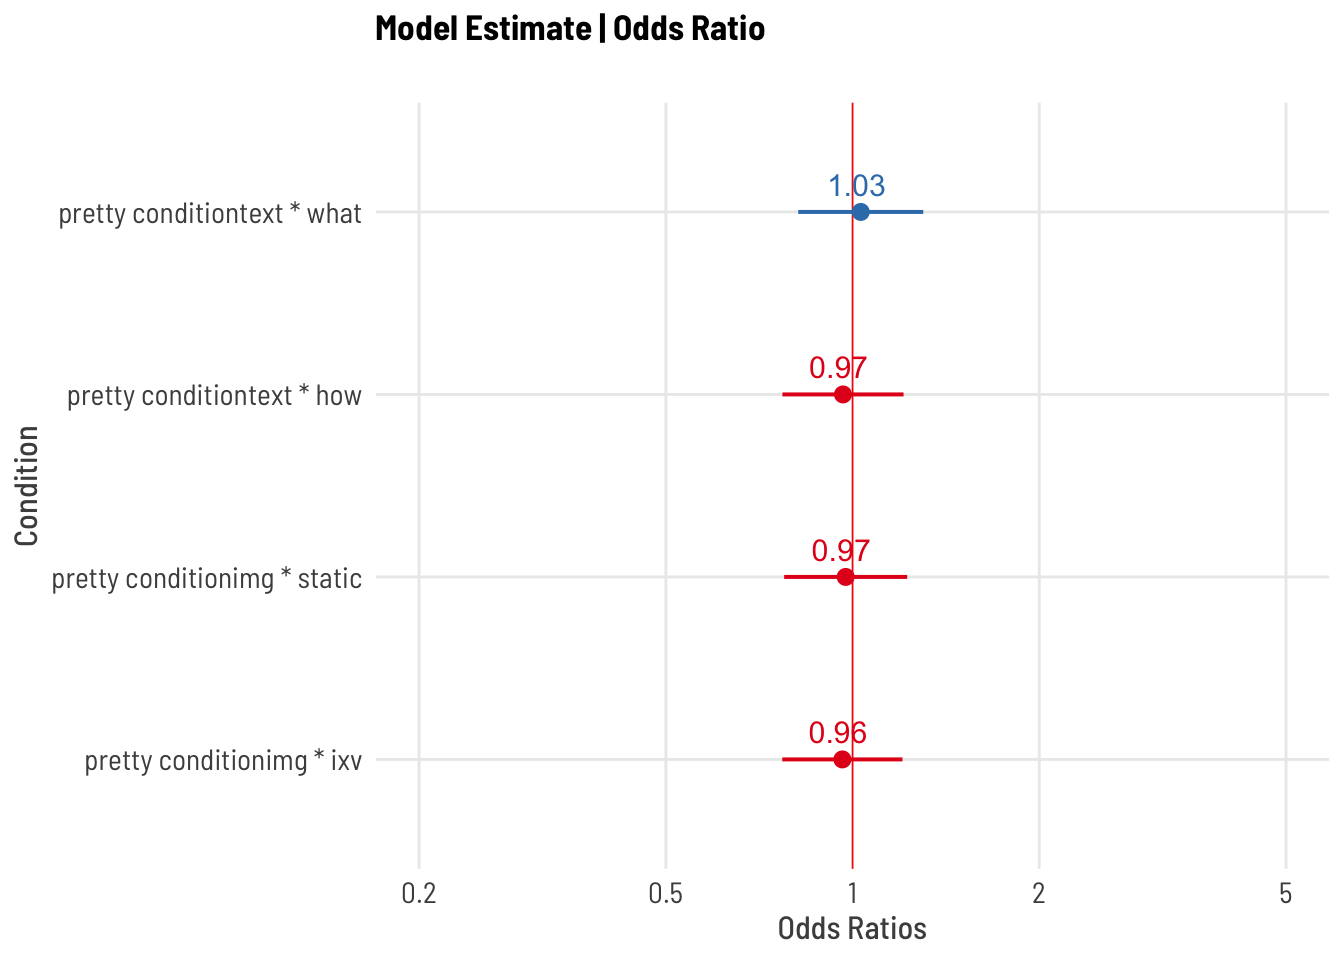 Model Estimate | Odds Ratio
1.03
pretty conditiontext * what
0.97
pretty conditiontext * how
Condition
0.97
pretty conditionimg * static
0.96
pretty conditionimg * ixv
0.2 0.5 1 2 5
Odds Ratios